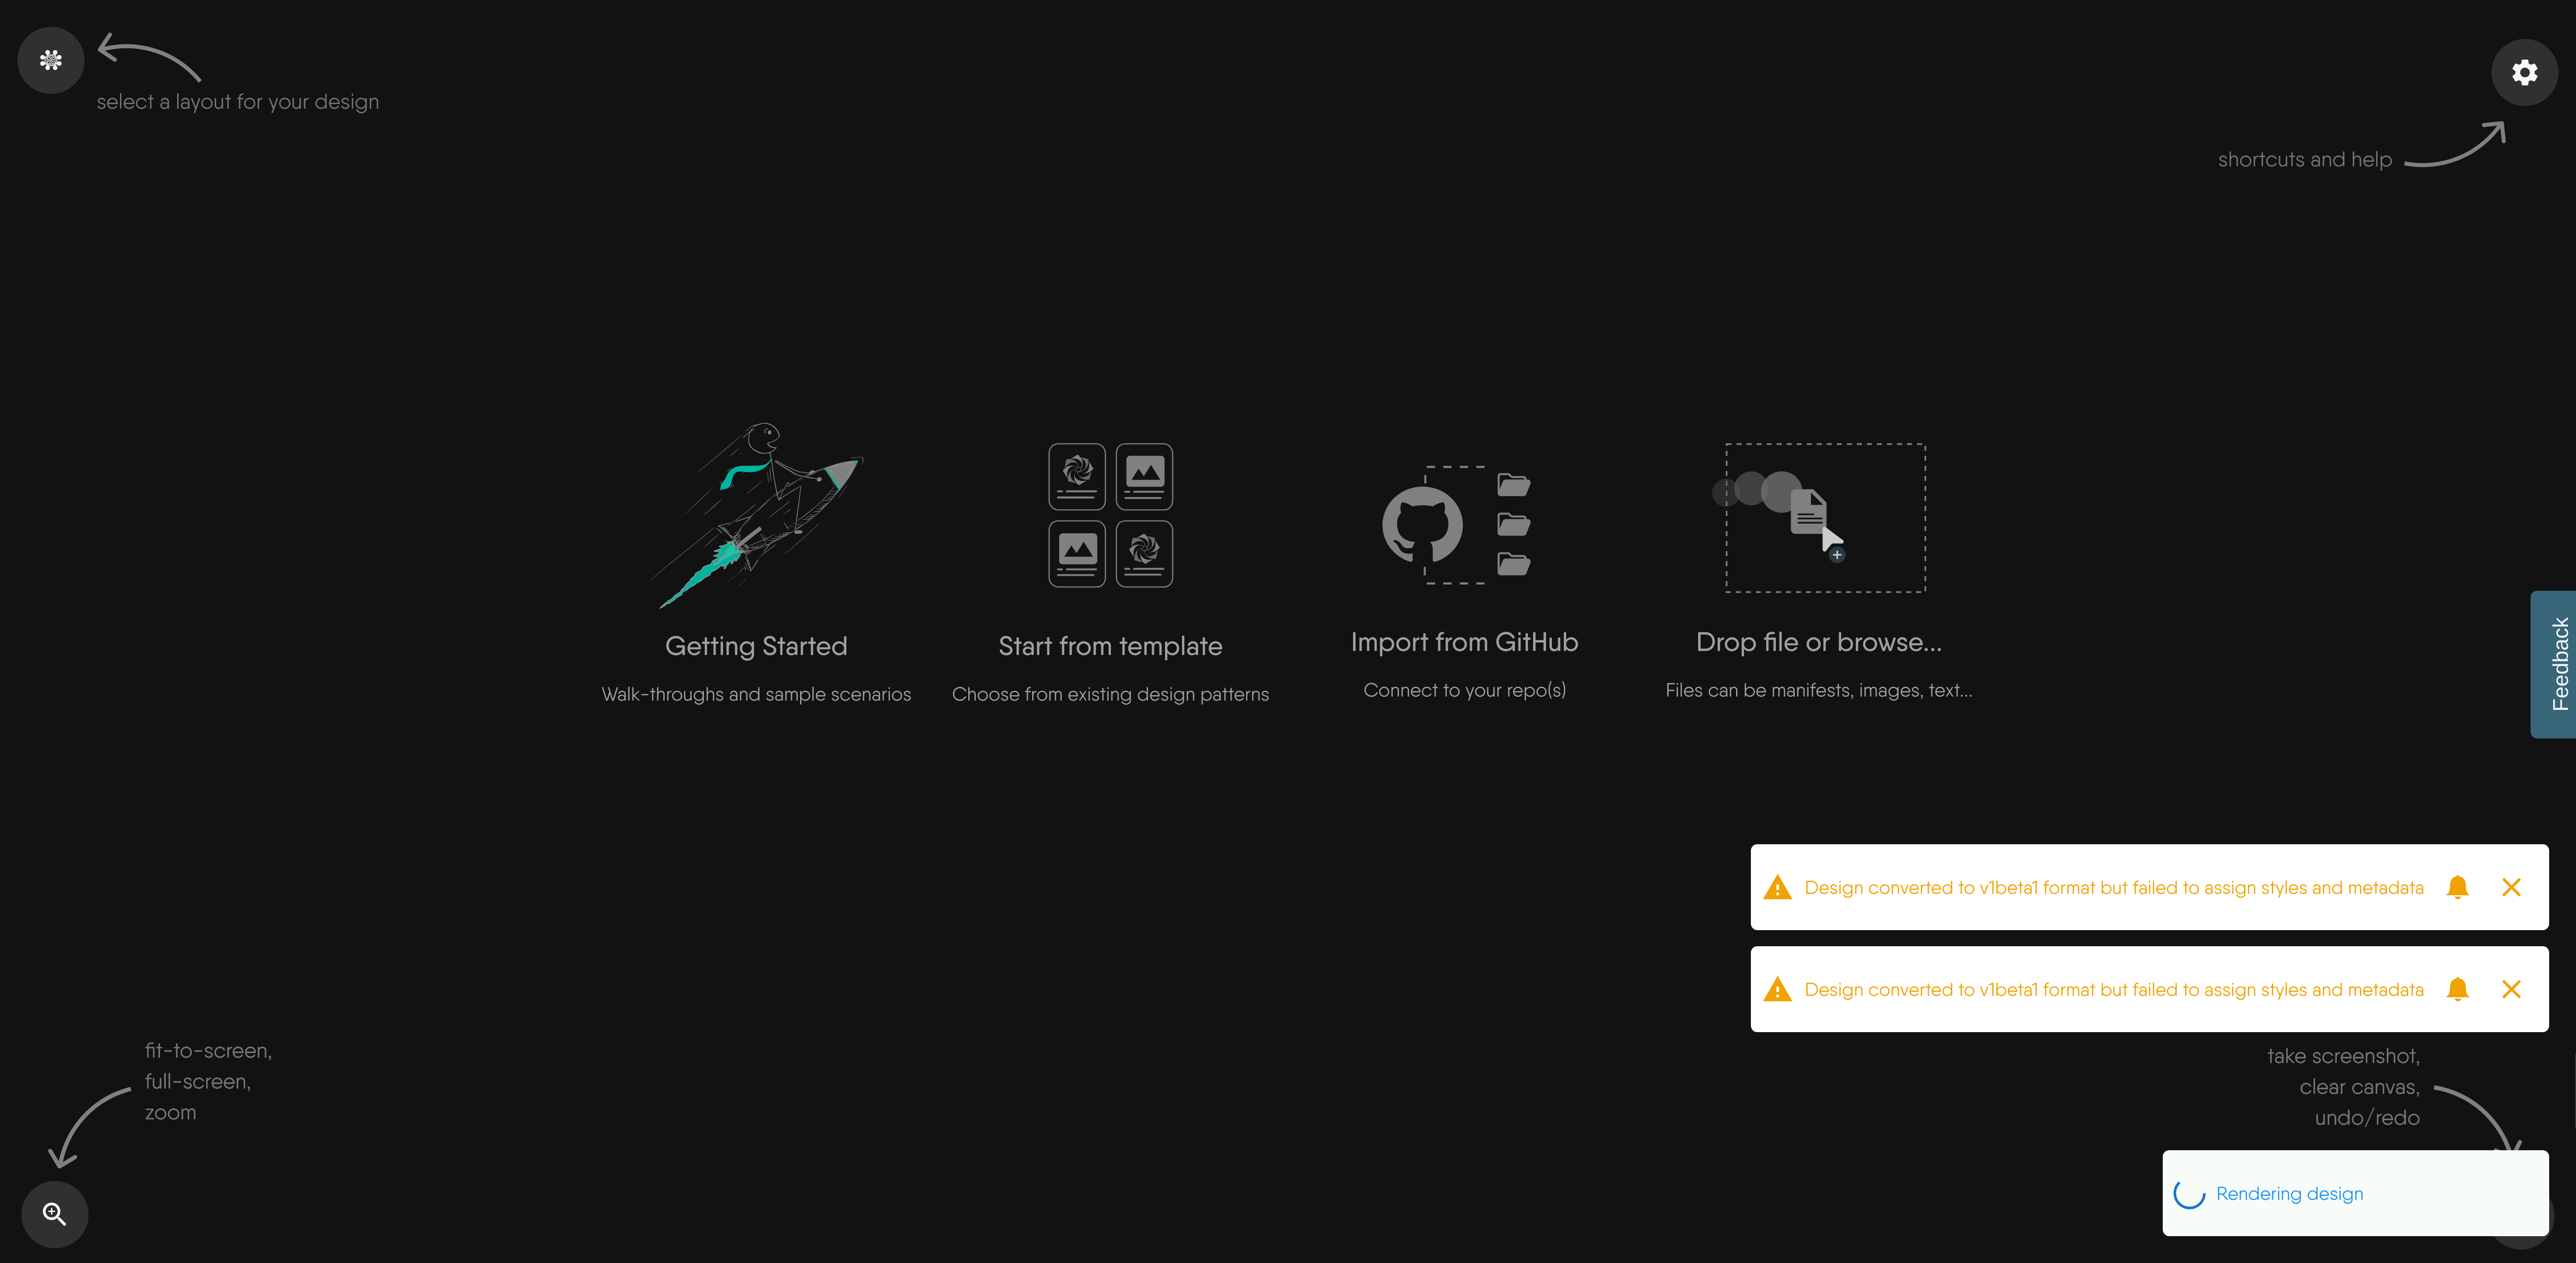 select a layout for your design
shortcuts and help
Getting Started
Walk-throughs and sample scenarios
Start from template
Choose from existing design patterns
Import from GitHub
Connect to your repo(s)
Drop file or browse...
Files can be manifests, images, text...
Feedback
Design converted to v1beta1 format but failed to assign styles and metadata
Design converted to v1beta1 format but failed to assign styles and metadata
fit-to-screen,
full-screen,
zoom
take screenshot,
clear canvas,
undo/redo
Rendering design